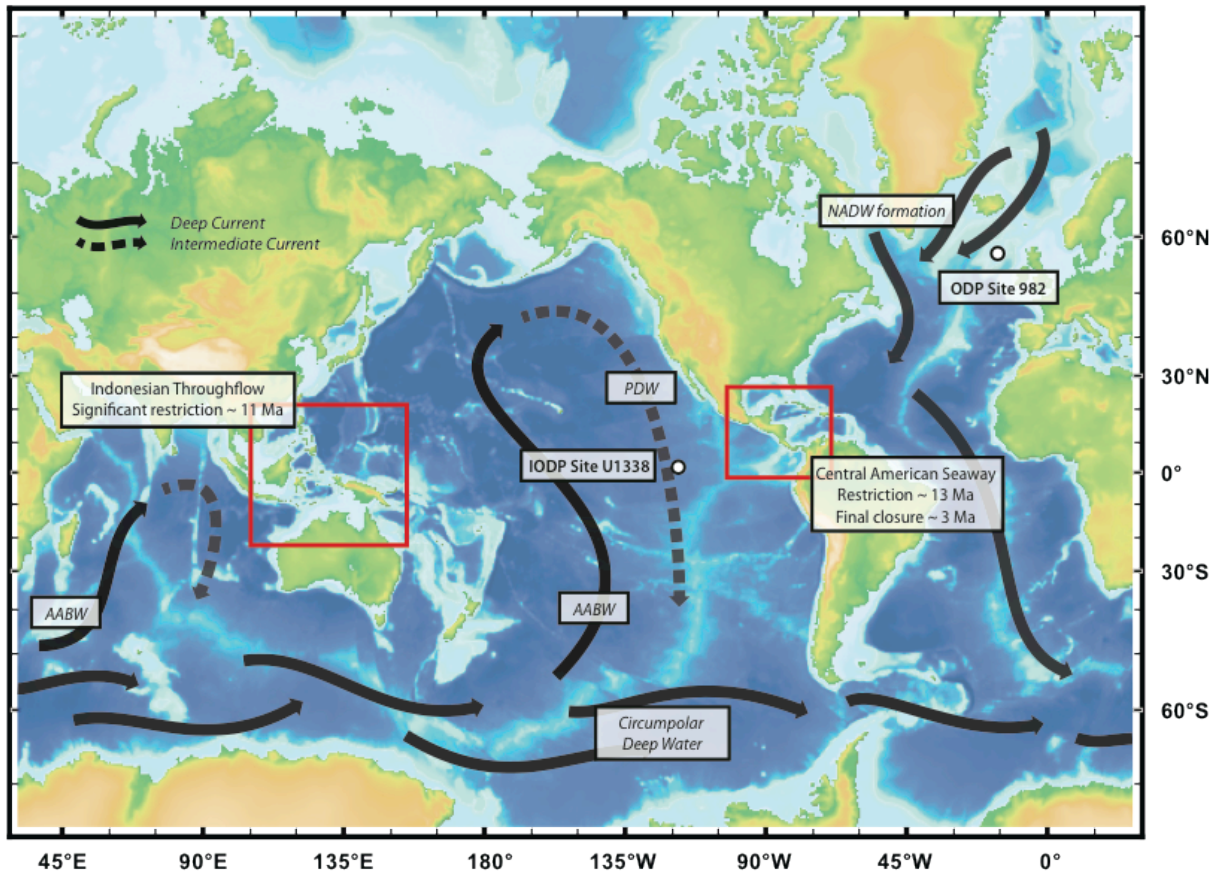 Deep Current
Intermediate Current
NADW formation
60°N
ODP Site 982
Indonesian Throughflow
Significant restriction ~ 11 Ma
PDW
30°N
IODP Site U1338
Central American Seaway
Restriction ~ 13 Ma
Final closure ~ 3 Ma
0°
AABW
AABW
30°S
Circumpolar
Deep Water
60°S
45°E 90°E 135°E 180° 135°W 90°W 45°W 0°